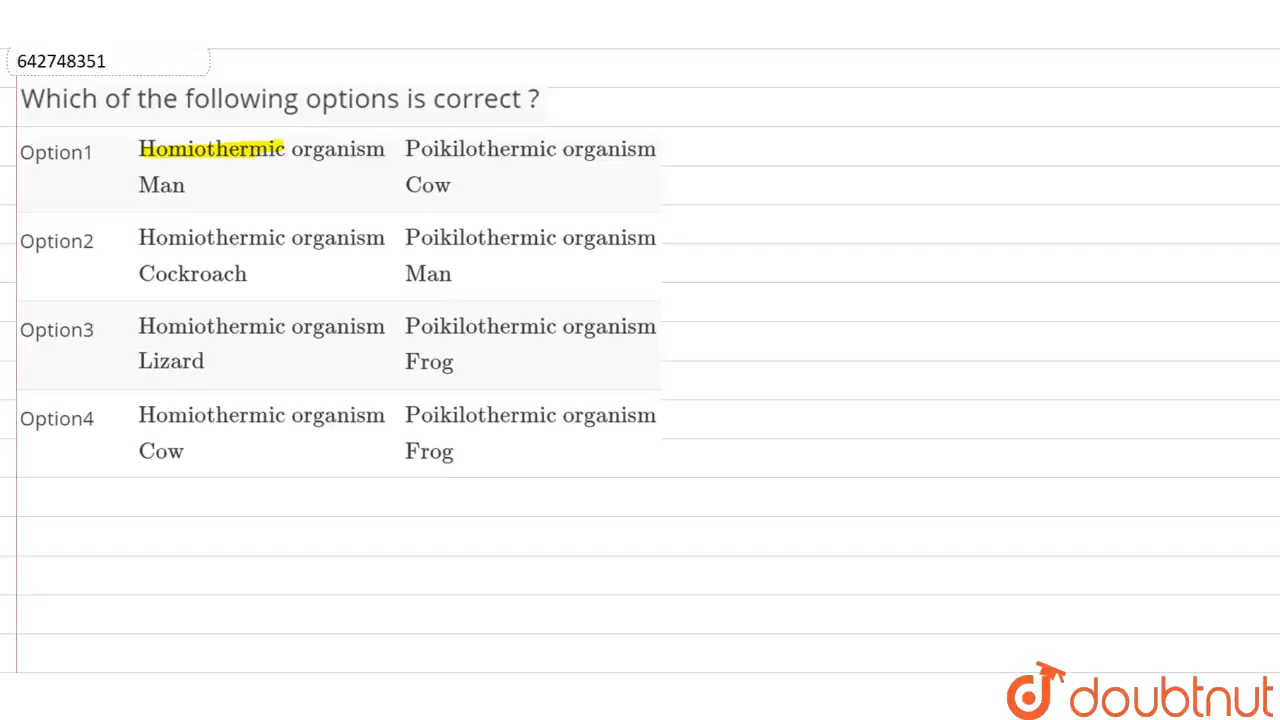 642748351
Which of the following options is correct ?
Option1 Homiothermic organism Poikilothermic organism
Man Cow
Option2 Homiothermic organism Poikilothermic organism
Cockroach Man
Option3 Homiothermic organism Poikilothermic organism
Lizard Frog
Option4 Homiothermic organism Poikilothermic organism
Cow Frog
doubtnut